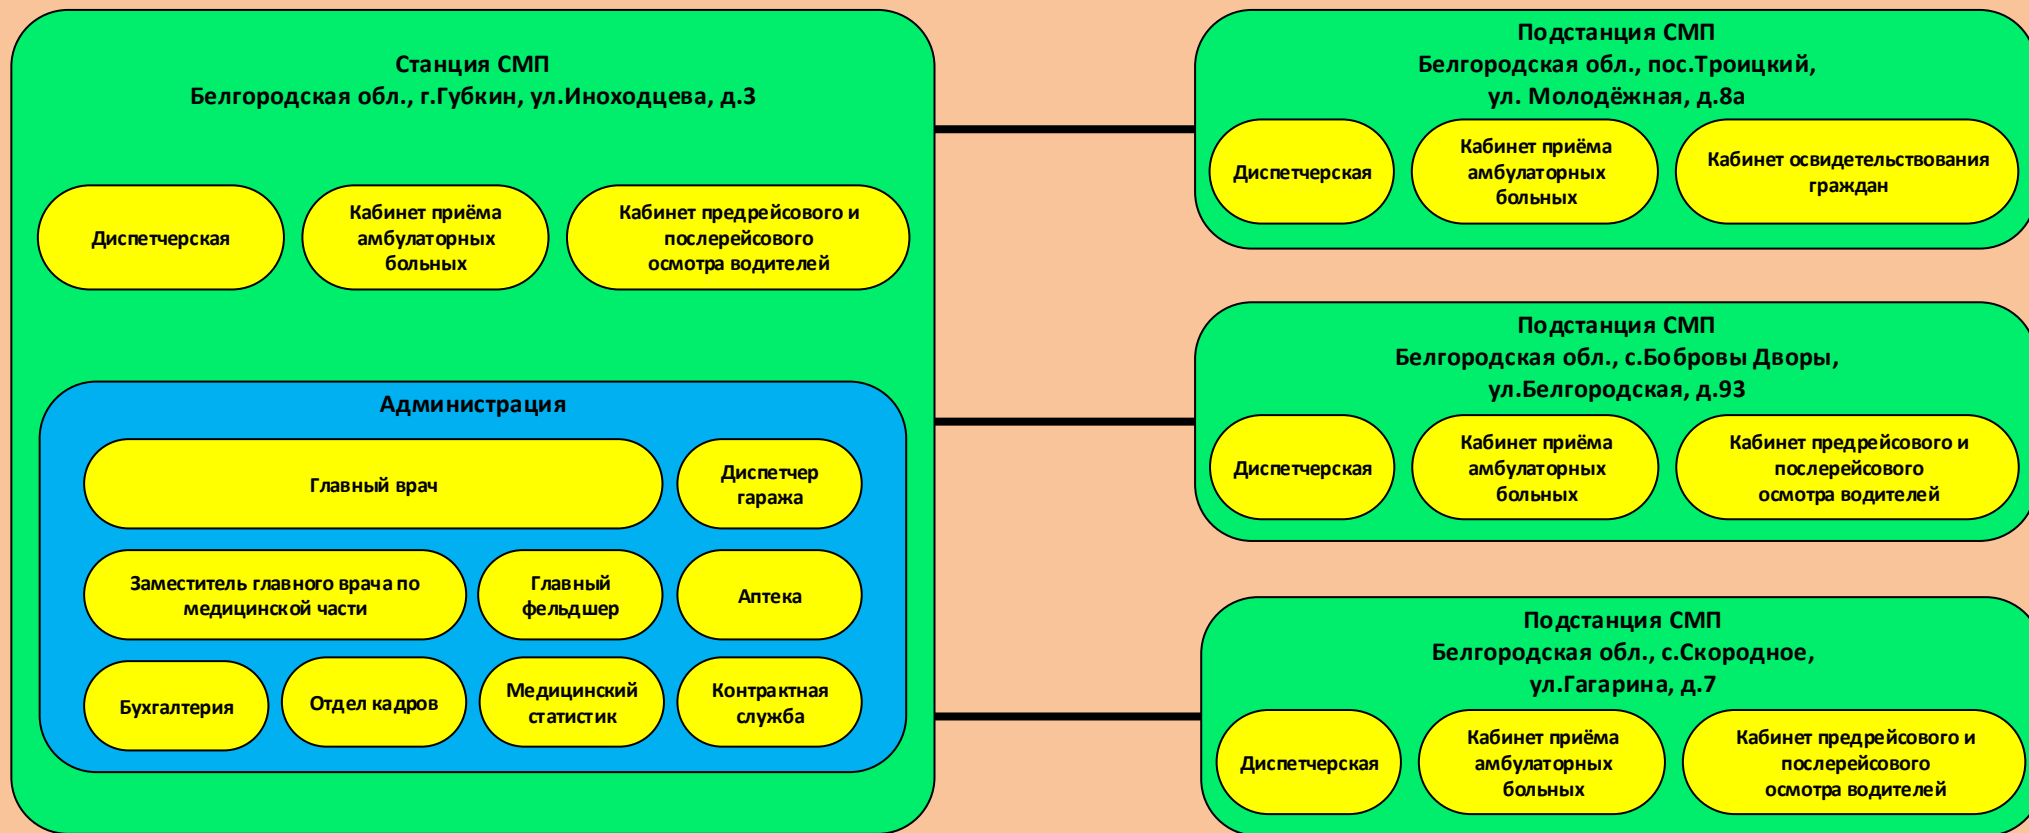 Станция СМП
Белгородская обл., г.Губкин, ул.Иноходцева, д.3
Диспетчерская
Кабинет приёма
амбулаторных
больных
Кабинет предрейсового и
послерейсового
осмотра водителей
Администрация
Главный врач
Диспетчер
гаража
Заместитель главного врача по
медицинской части
Главный
фельдшер
Аптека
Бухгалтерия
Отдел кадров
Медицинский
статистик
Контрактная
служба
Подстанция СМП
Белгородская обл., пос.Троицкий,
ул. Молодёжная, д.8а
Диспетчерская
Кабинет приёма
амбулаторных
больных
Кабинет освидетельствования
граждан
Подстанция СМП
Белгородская обл., с.Бобровы Дворы,
ул.Белгородская, д.93
Диспетчерская
Кабинет приёма
амбулаторных
больных
Кабинет предрейсового и
послерейсового
осмотра водителей
Подстанция СМП
Белгородская обл., с.Скородное,
ул.Гагарина, д.7
Диспетчерская
Кабинет приёма
амбулаторных
больных
Кабинет предрейсового и
послерейсового
осмотра водителей